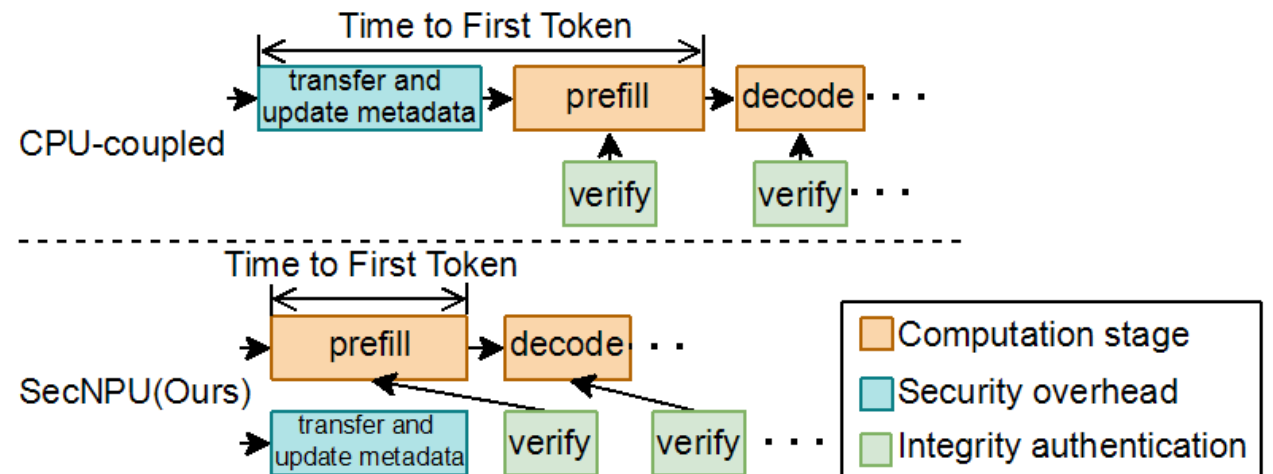 Time to First Token
transfer and
update metadata
prefill
decode
. . .
CPU-coupled
verify
verify
. . .
Time to First Token
prefill
decode
. . .
SecNPU(Ours)
transfer and
update metadata
verify
verify
. . .
Computation stage
Security overhead
Integrity authentication